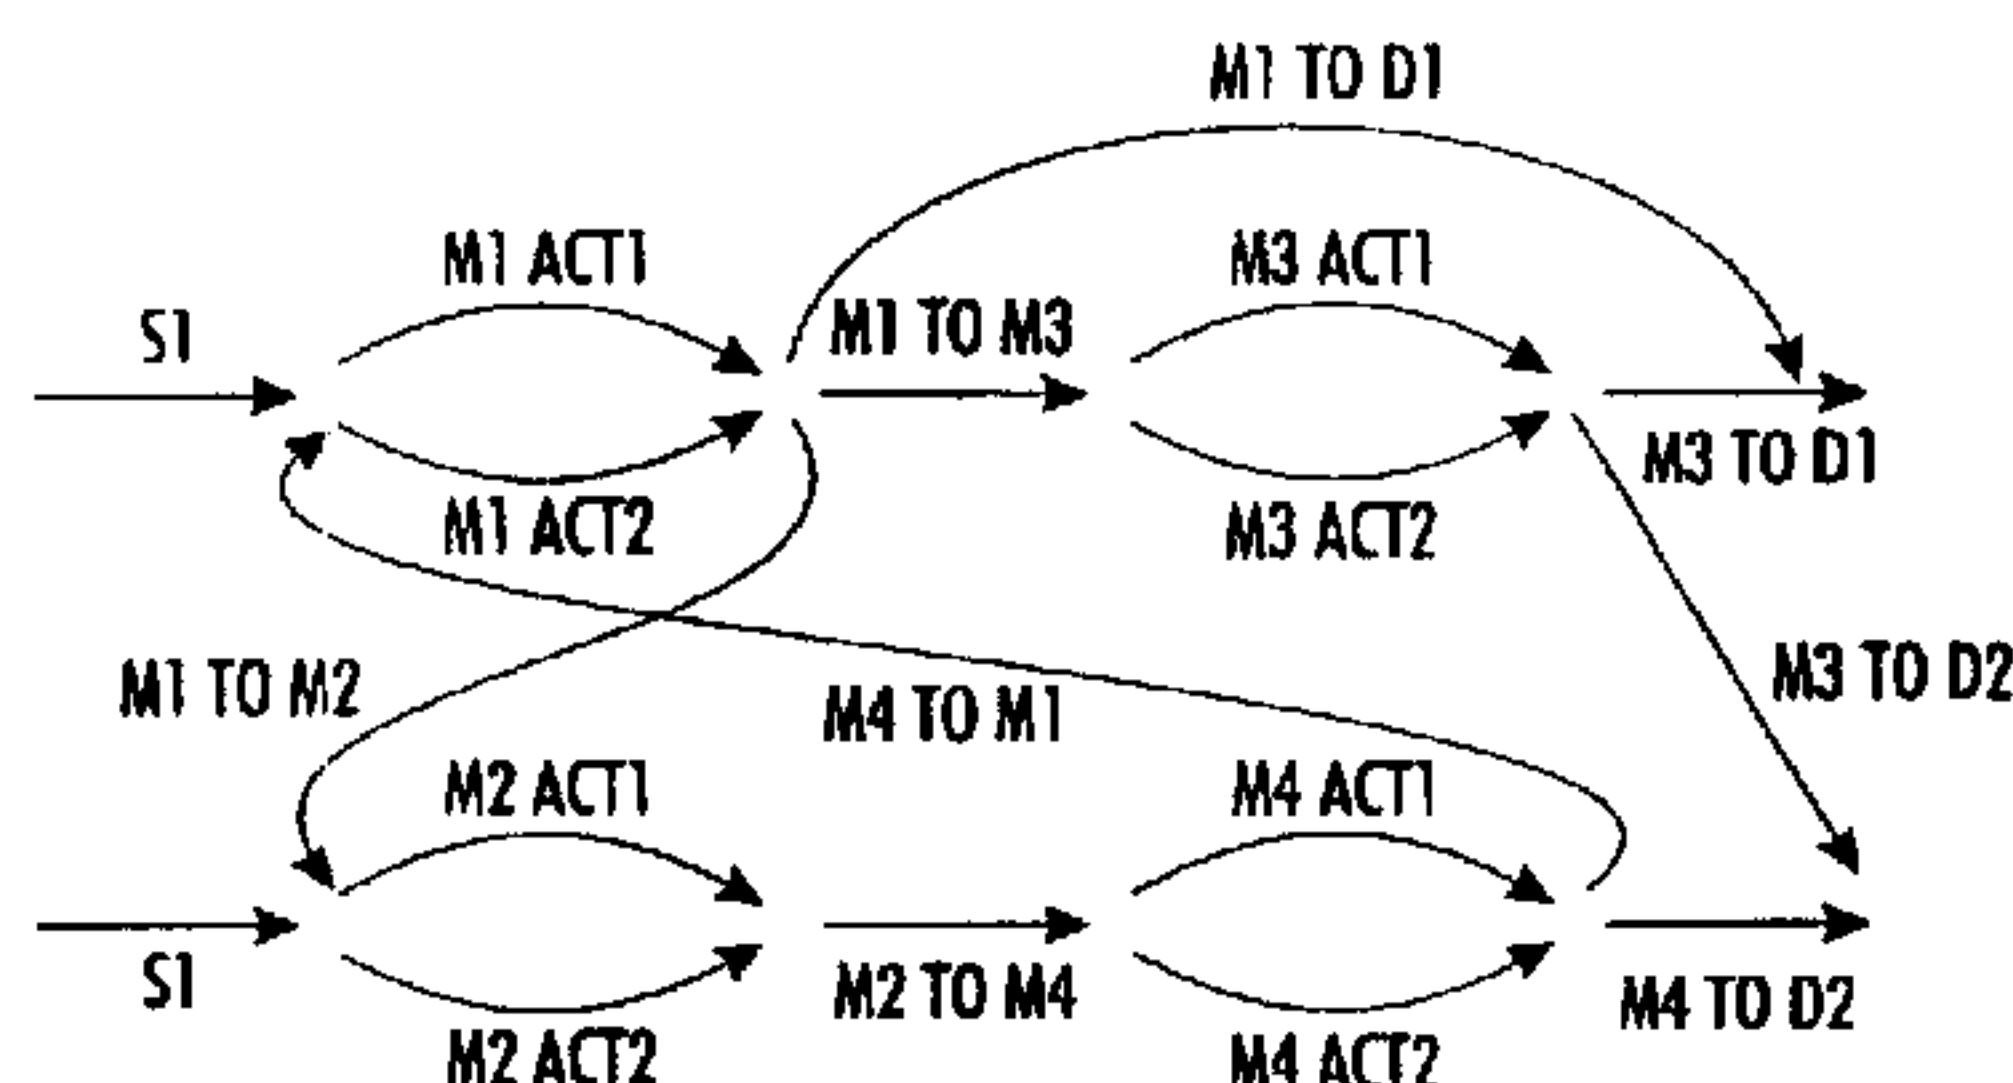 M1 TO D1
M1 ACT1
M3 ACT1
S1
M1 TO M3
M3 TO D1
M1 ACT2
M3 ACT2
M1 TO M2
M4 TO M1
M3 TO D2
M2 ACT1
M4 ACT1
S1
M2 TO M4
M4 TO D2
M2 ACT2
M4 ACT2